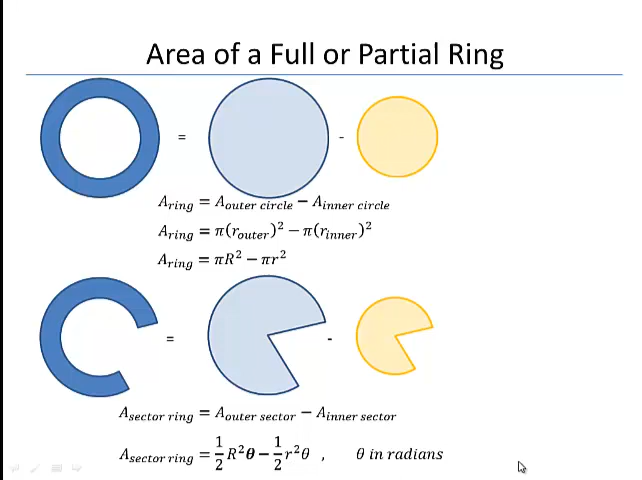 Area of a Full or Partial Ring
= -
A_ring = A_outer circle − A_inner circle
A_ring = π(r_outer)² − π(r_inner)²
A_ring = πR² − πr²
= -
A_sector ring = A_outer sector − A_inner sector
A_sector ring = 1/2 R²θ − 1/2 r²θ , θ in radians